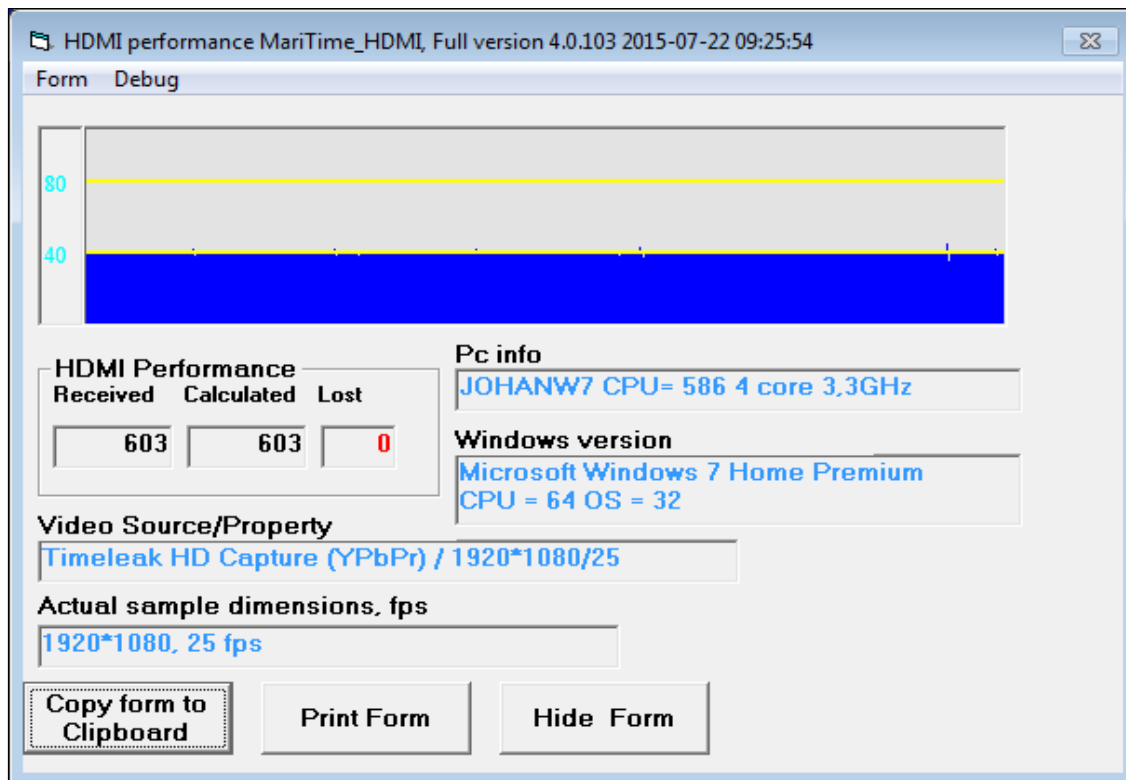 HDMI performance MariTime_HDMI, Full version 4.0.103 2015-07-22 09:25:54
Form Debug
80
40
HDMI Performance
Received Calculated Lost
603 603 0
Pc info
JOHANW7 CPU= 586 4 core 3,3GHz
Windows version
Microsoft Windows 7 Home Premium
CPU = 64 OS = 32
Video Source/Property
Timeleak HD Capture (YPbPr) / 1920*1080/25
Actual sample dimensions, fps
1920*1080, 25 fps
Copy form to
Clipboard
Print Form
Hide Form